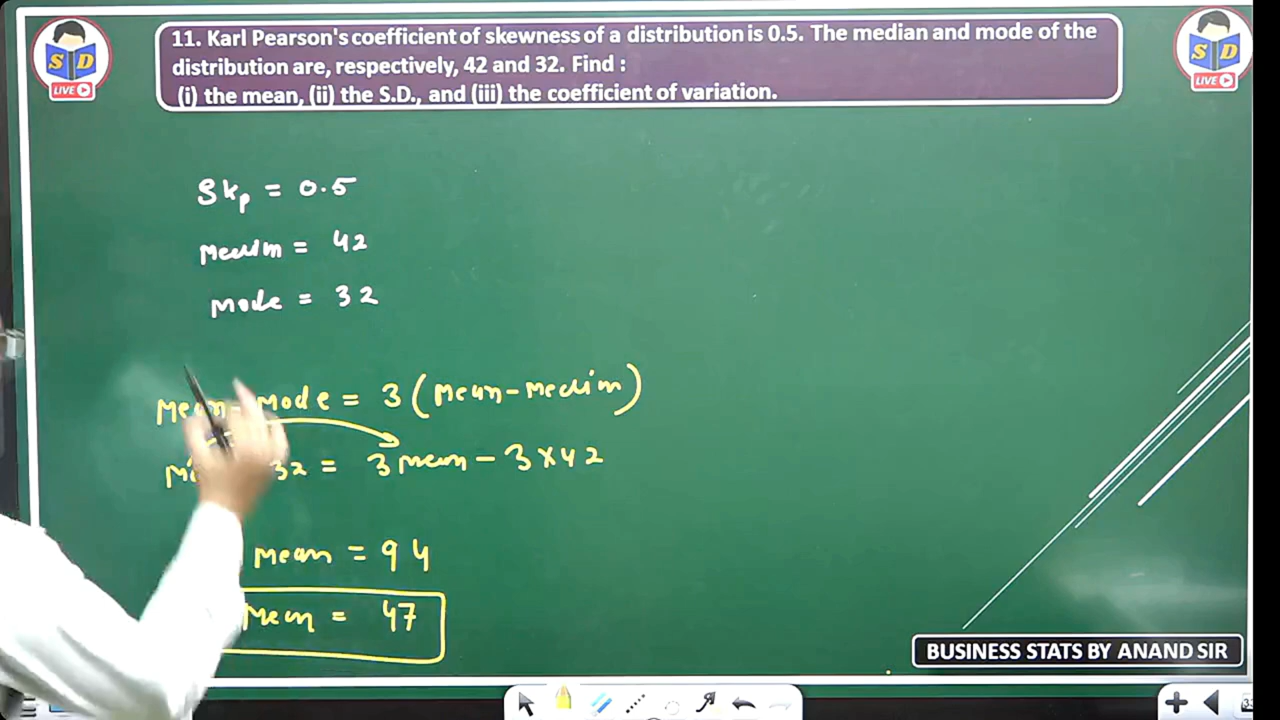 11. Karl Pearson's coefficient of skewness of a distribution is 0.5. The median and mode of the
distribution are, respectively, 42 and 32. Find :
(i) the mean, (ii) the S.D., and (iii) the coefficient of variation.
S D
LIVE
S D
LIVE
Skp = 0.5
Median = 42
Mode = 32
Mean - Mode = 3 (Mean - Median)
32 = 3 Mean - 3 x 42
Mean = 94
Mean = 47
BUSINESS STATS BY ANAND SIR